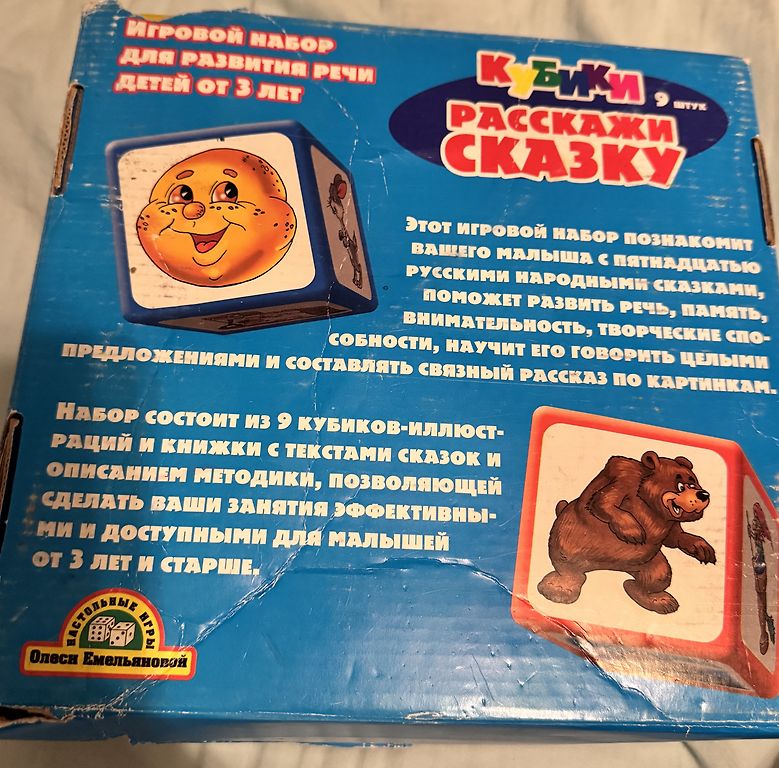 Игровой набор
для развития речи
детей от 3 лет
Кубики 9 штук
Расскажи
сказку
Этот игровой набор познакомит
вашего малыша с пятнадцатью
русскими народными сказками,
поможет развить речь, память,
внимательность, творческие спо-
собности, научит его говорить целыми
предложениями и составлять связный рассказ по картинкам.
Набор состоит из 9 кубиков-иллюст-
раций и книжки с текстами сказок и
описанием методики, позволяющей
сделать ваши занятия эффективны-
ми и доступными для малышей
от 3 лет и старше.
Настольные игры
Олеси Емельяновой